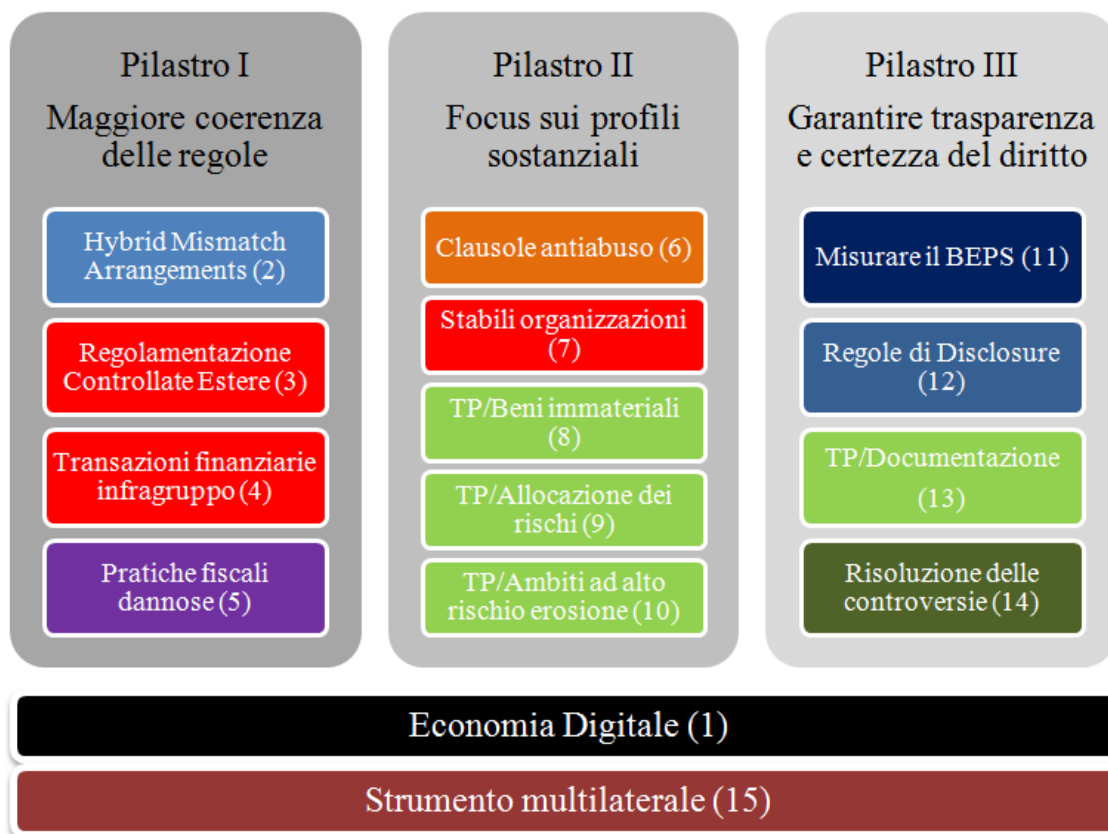 Pilastro I
Maggiore coerenza
delle regole
Hybrid Mismatch
Arrangements (2)
Regolamentazione
Controllate Estere (3)
Transazioni finanziarie
infragruppo (4)
Pratiche fiscali
dannose (5)
Pilastro II
Focus sui profili
sostanziali
Clausole antiabuso (6)
Stabili organizzazioni
(7)
TP/Beni immateriali
(8)
TP/Allocazione dei
rischi (9)
TP/Ambiti ad alto
rischio erosione (10)
Pilastro III
Garantire trasparenza
e certezza del diritto
Misurare il BEPS (11)
Regole di Disclosure
(12)
TP/Documentazione
(13)
Risoluzione delle
controversie (14)
Economia Digitale (1)
Strumento multilaterale (15)